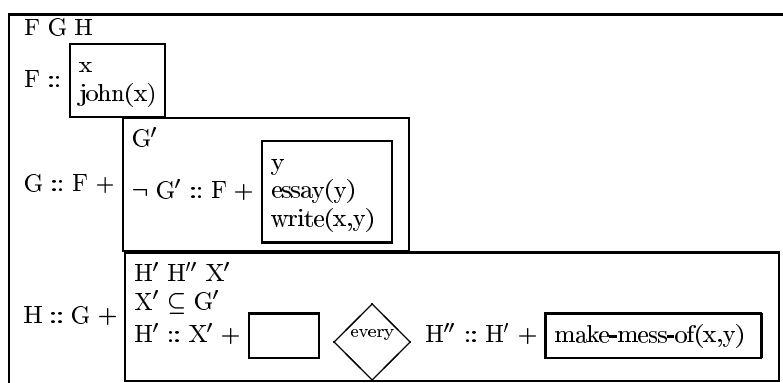 F G H
F ::
x
john(x)
G :: F +
G′
¬ G′ :: F +
y
essay(y)
write(x,y)
H :: G +
H′ H″ X′
X′ ⊆ G′
H′ :: X′ + every H″ :: H′ + make-mess-of(x,y)